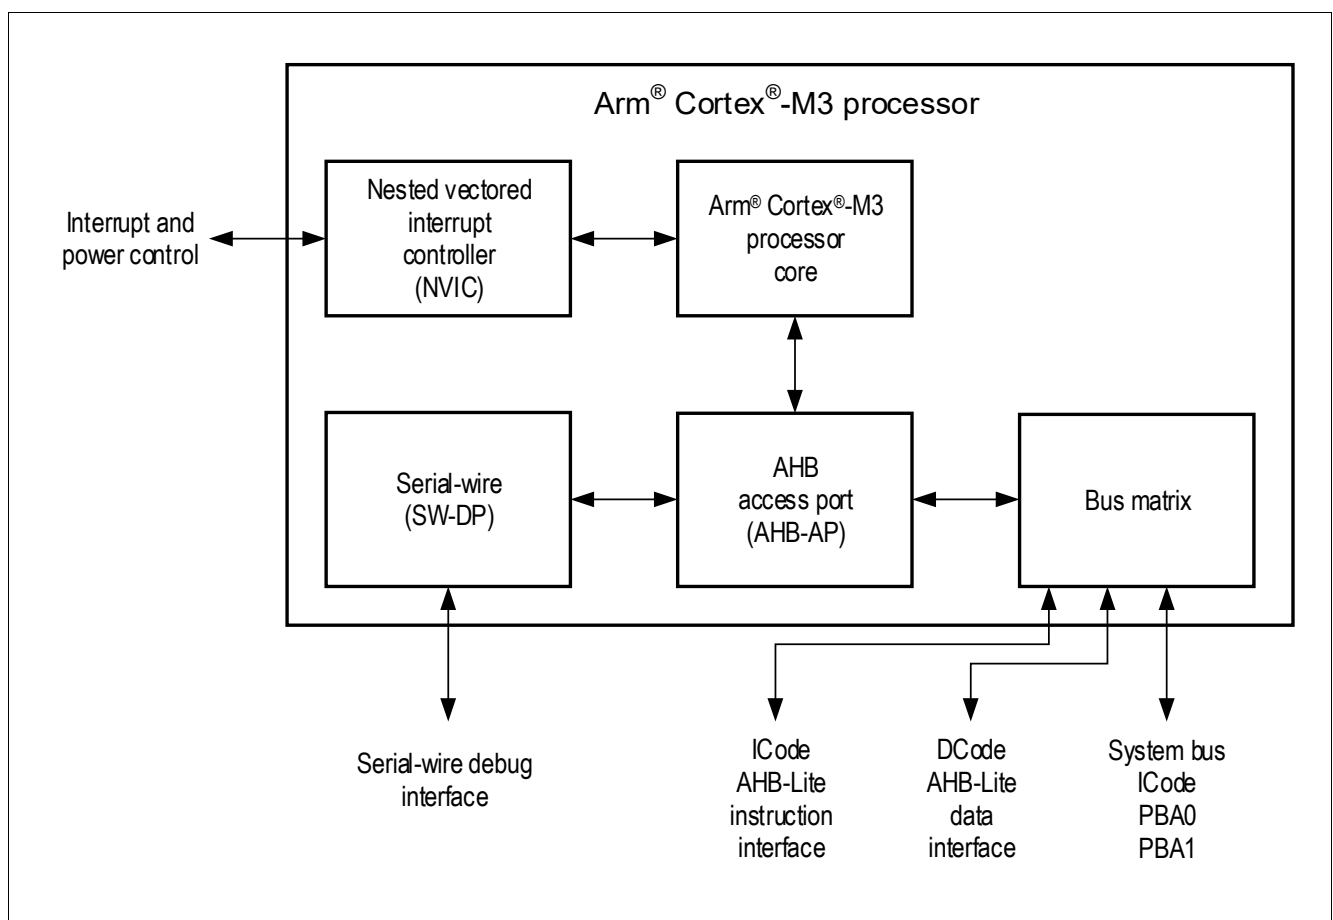 Arm® Cortex®-M3 processor
Nested vectored
interrupt
controller
(NVIC)
Arm® Cortex®-M3
processor
core
Interrupt and
power control
Serial-wire
(SW-DP)
AHB
access port
(AHB-AP)
Bus matrix
Serial-wire debug
interface
ICode
AHB-Lite
instruction
interface
DCode
AHB-Lite
data
interface
System bus
ICode
PBA0
PBA1